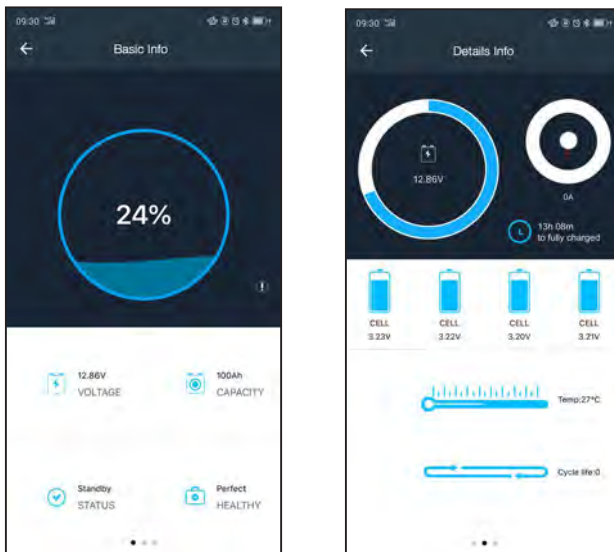 09:30
Basic Info
24%
12.86V
VOLTAGE
100Ah
CAPACITY
Standby
STATUS
Perfect
HEALTHY
09:30
Details Info
12.86V
0A
13h 08m
to fully charged
CELL
3.23V
CELL
3.22V
CELL
3.20V
CELL
3.21V
Temp:27°C
Cycle life:0